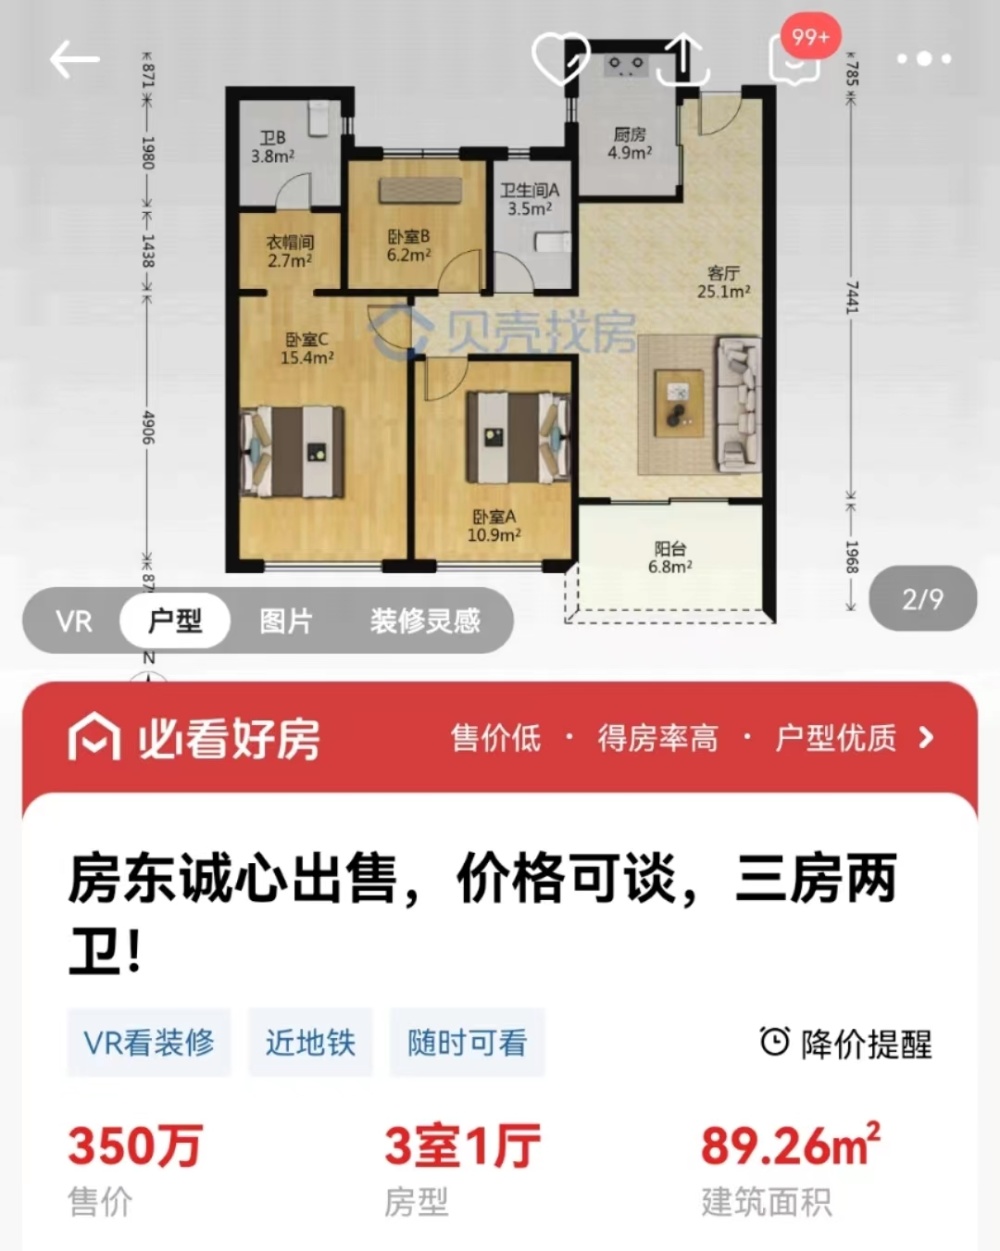 99+
871
785
卫B
3.8m²
厨房
4.9m²
1980
卧室B
6.2m²
卫生间A
3.5m²
衣帽间
2.7m²
1438
客厅
25.1m²
7441
贝壳找房
卧室C
15.4m²
4906
卧室A
10.9m²
阳台
6.8m²
1968
VR
户型
图片
装修灵感
2/9
N
必看好房
售价低 · 得房率高 · 户型优质
房东诚心出售，价格可谈，三房两
卫！
VR看装修 近地铁 随时可看
降价提醒
350万 3室1厅 89.26m²
售价 房型 建筑面积